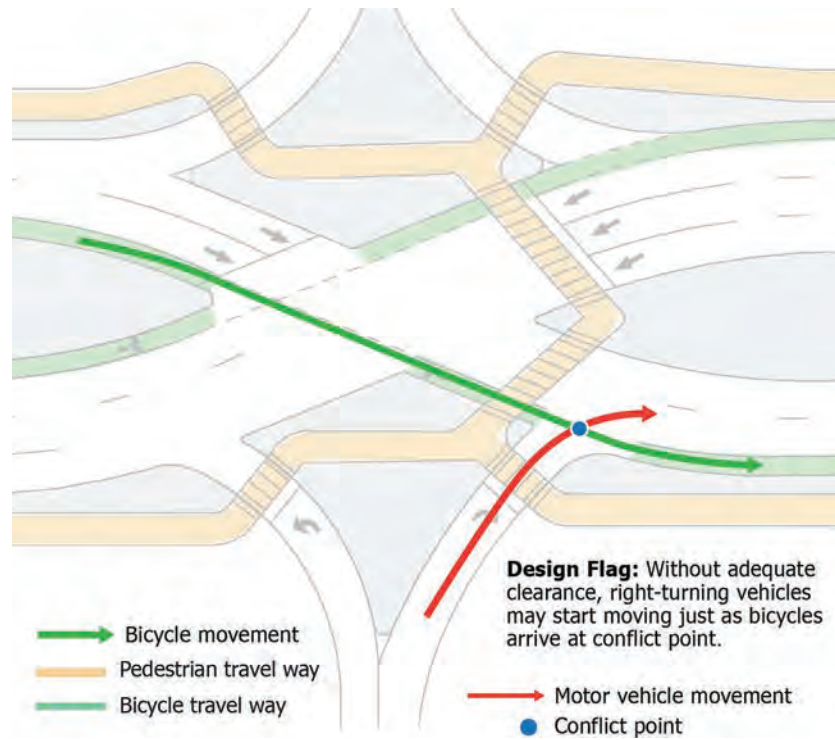 Design Flag: Without adequate
clearance, right-turning vehicles
may start moving just as bicycles
arrive at conflict point.
Bicycle movement
Pedestrian travel way
Bicycle travel way
Motor vehicle movement
Conflict point